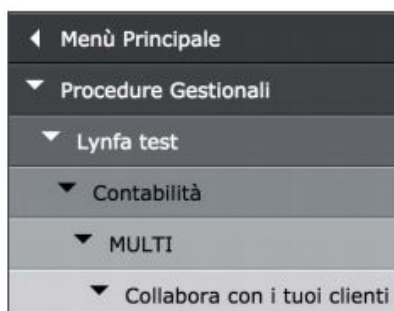 Menù Principale
Procedure Gestionali
Lynfa test
Contabilità
MULTI
Collabora con i tuoi clienti